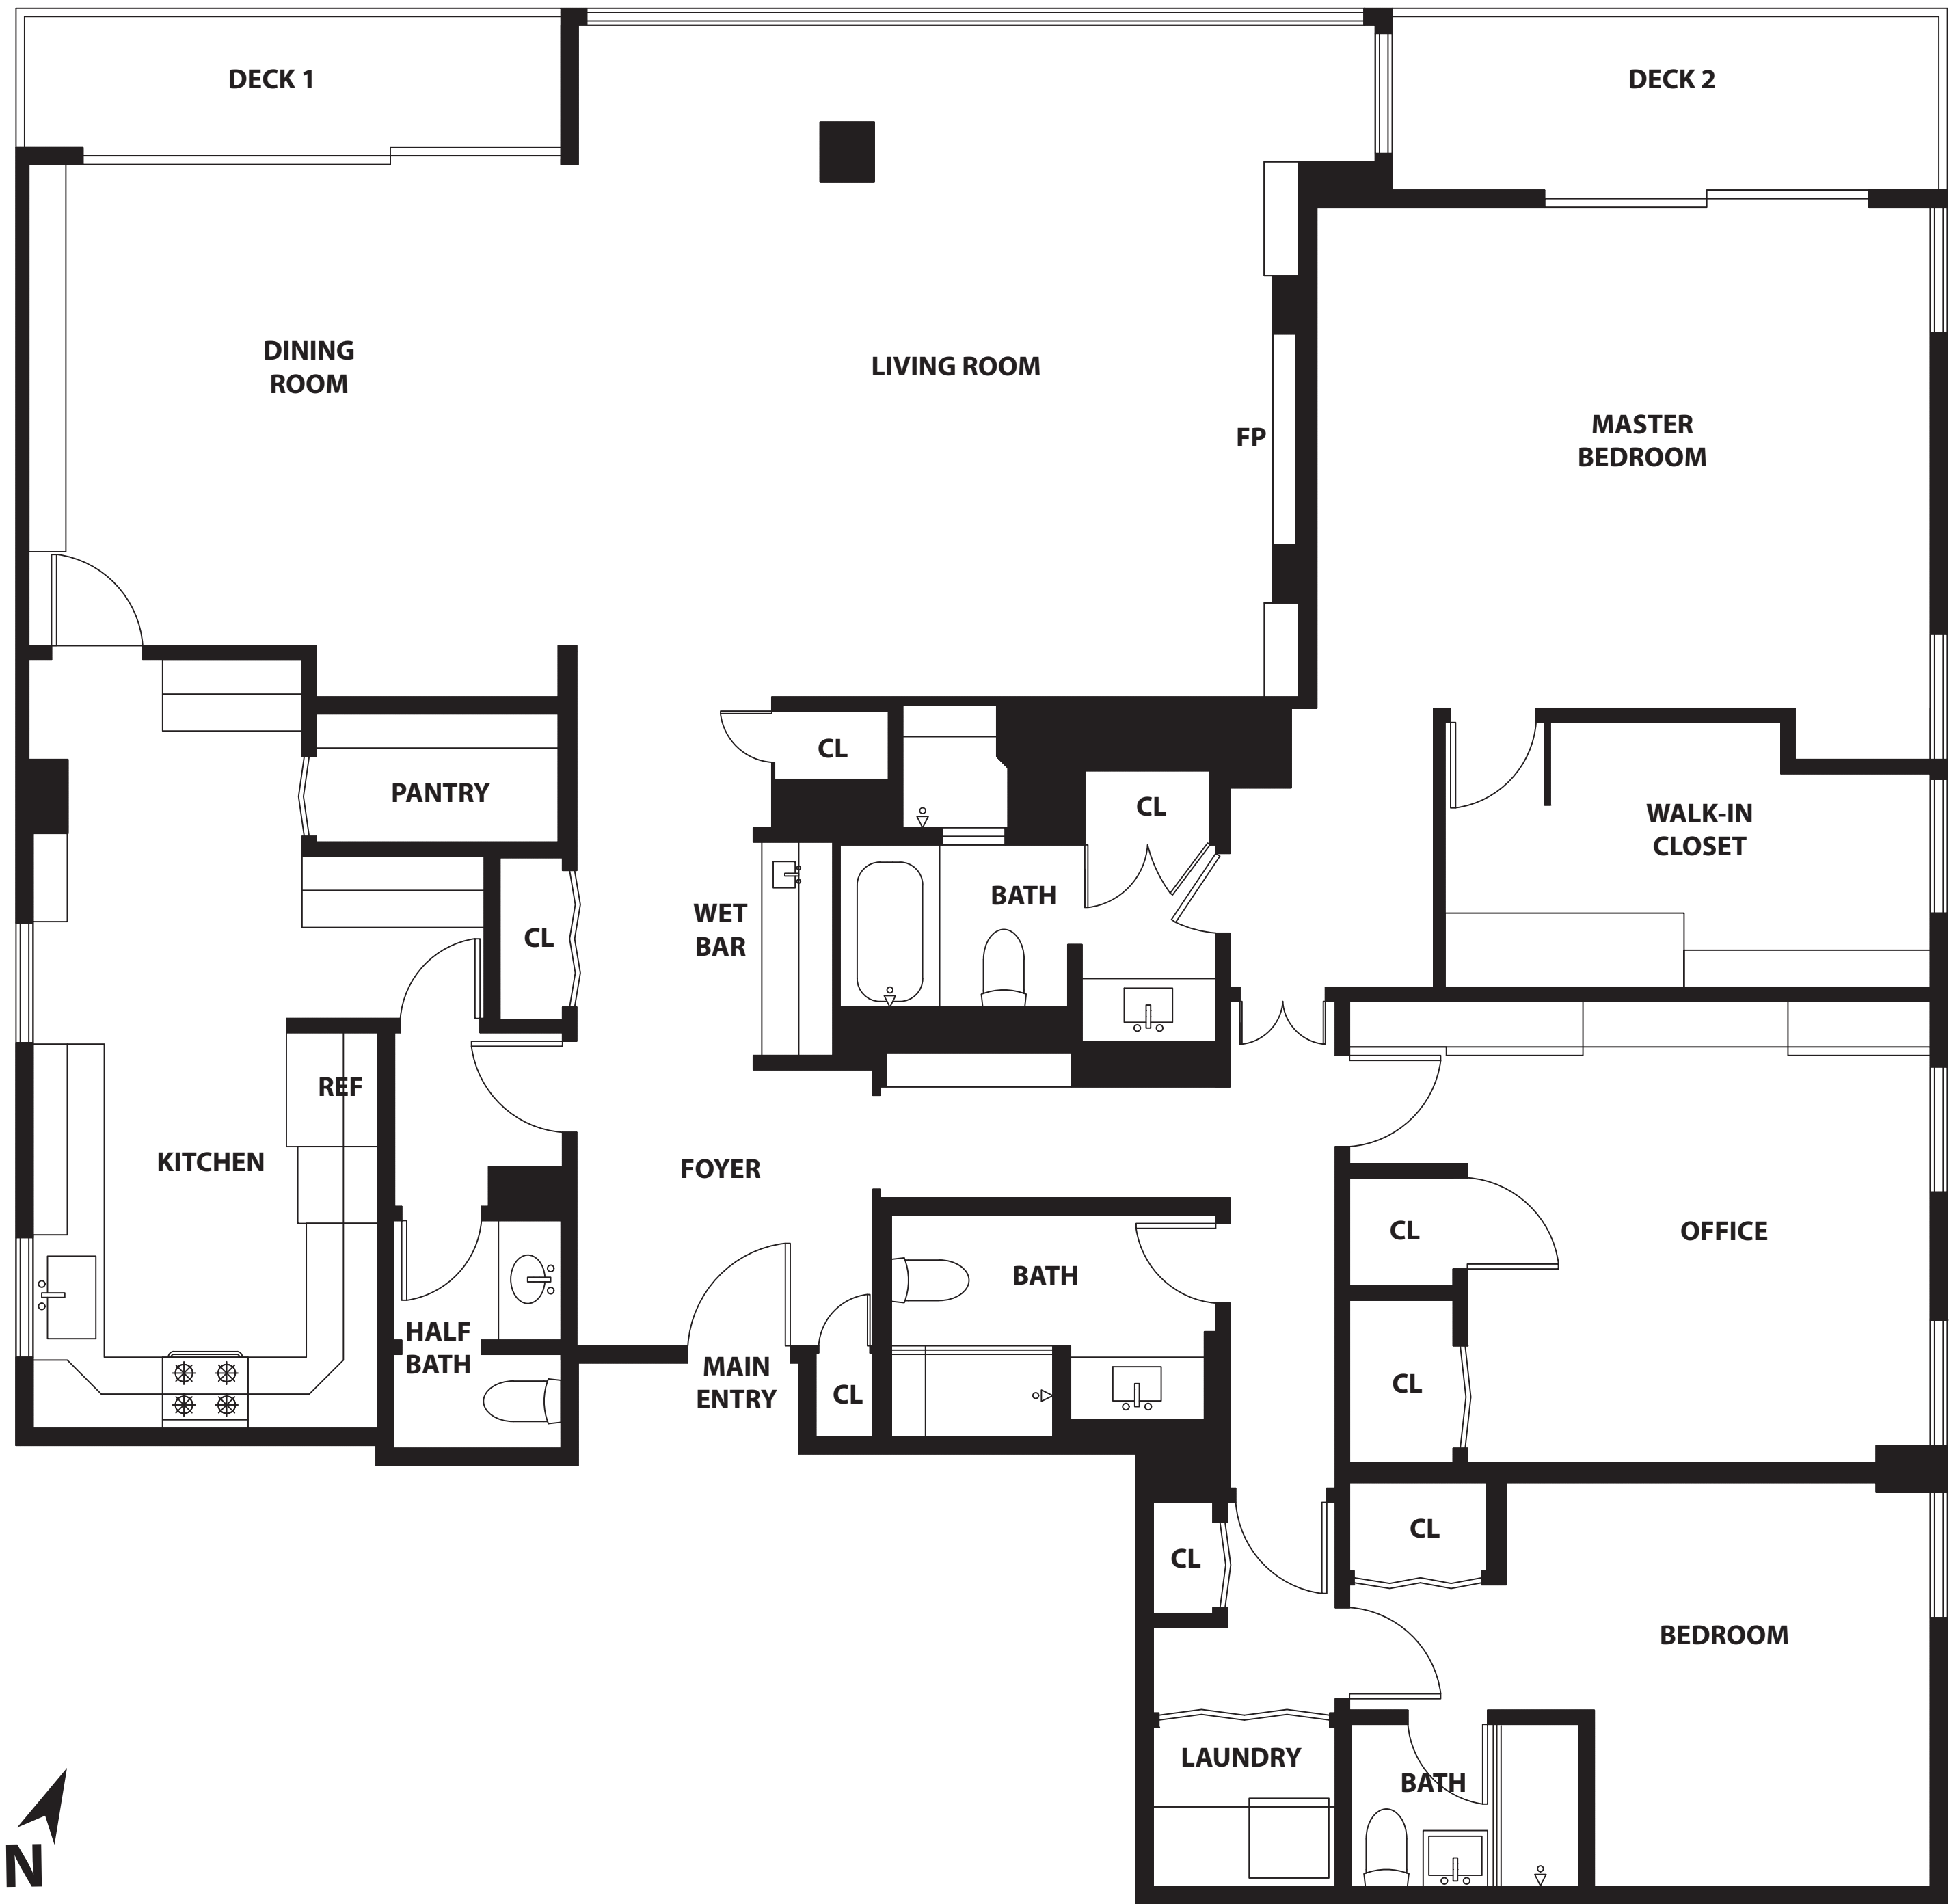 DECK 1
DECK 2
DINING
ROOM
LIVING ROOM
FP
MASTER
BEDROOM
CL
PANTRY
CL
WALK-IN
CLOSET
BATH
WET
BAR
CL
REF
KITCHEN
FOYER
CL
OFFICE
BATH
HALF
BATH
MAIN
ENTRY
CL
CL
CL
CL
BEDROOM
LAUNDRY
BATH
N